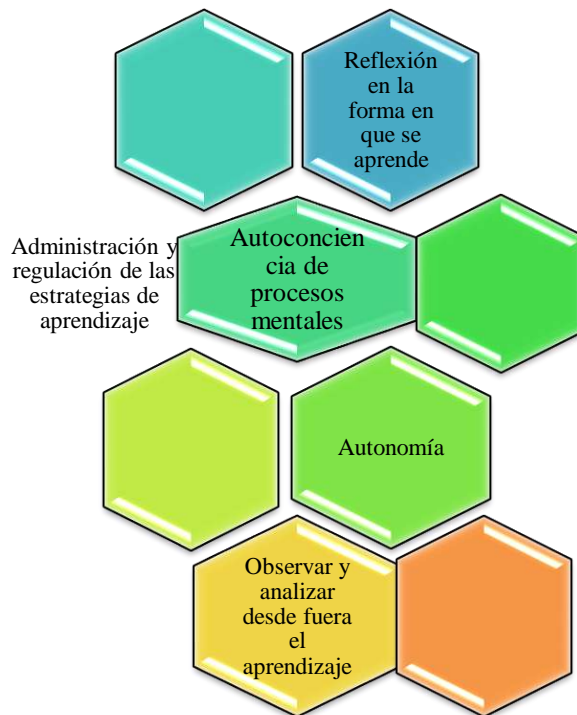 Reflexión
en la
forma en
que se
aprende
Administración y
regulación de las
estrategias de
aprendizaje
Autoconcien
cia de
procesos
mentales
Autonomía
Observar y
analizar
desde fuera
el
aprendizaje